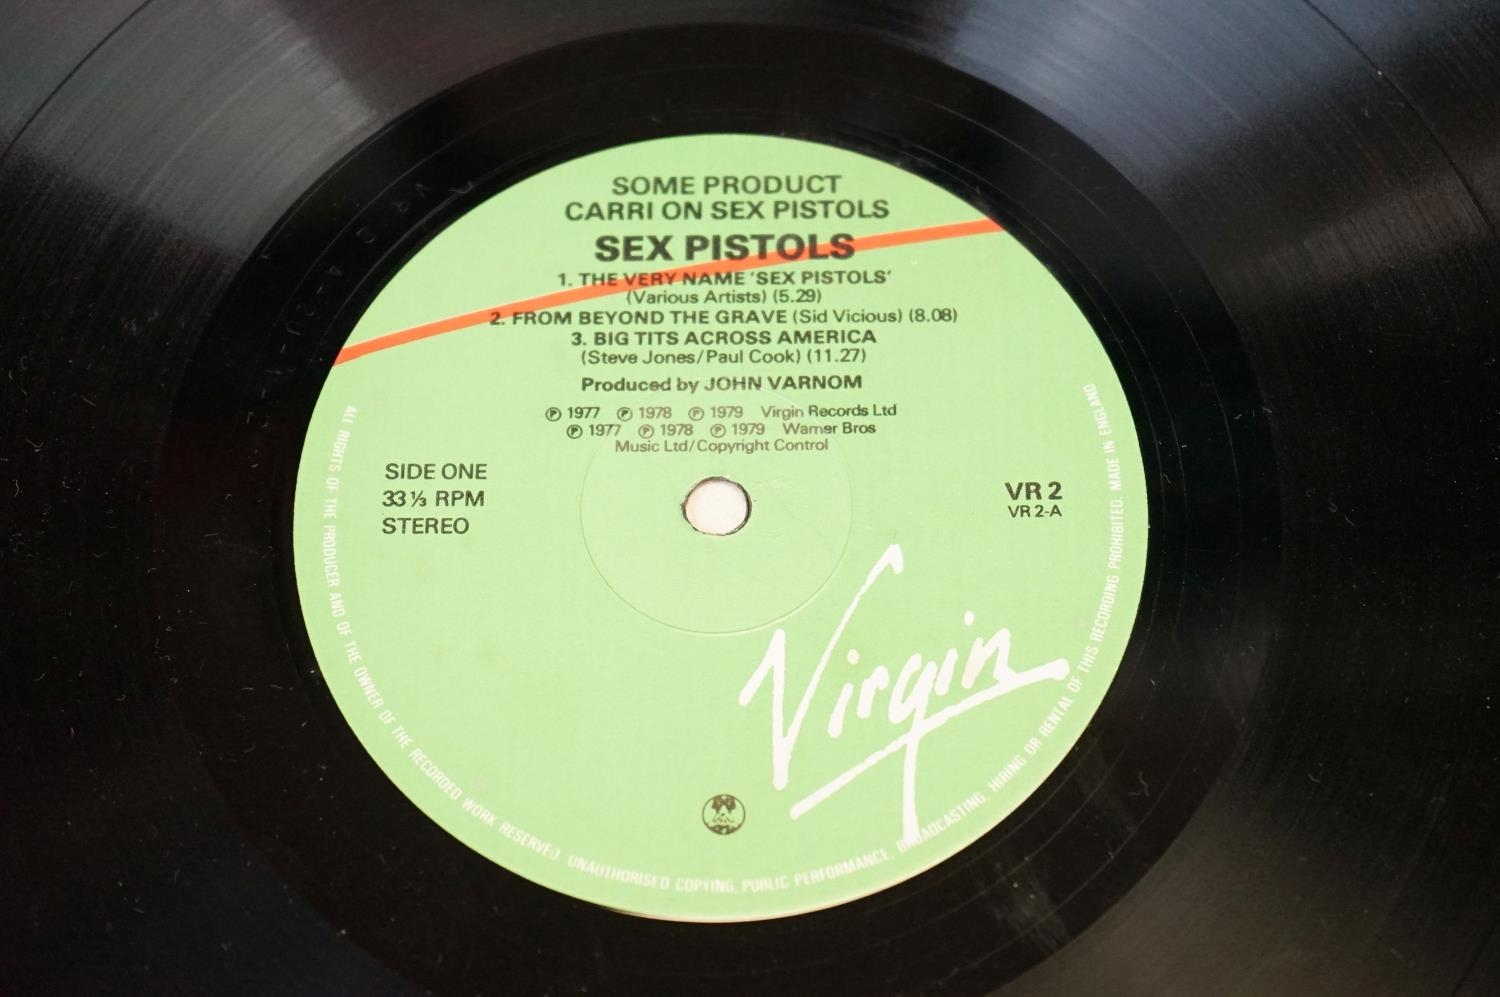 SOME PRODUCT
CARRI ON SEX PISTOLS
SEX PISTOLS
1. THE VERY NAME 'SEX PISTOLS'
(Various Artists) (5.29)
2. FROM BEYOND THE GRAVE (Sid Vicious) (8.08)
3. BIG TITS ACROSS AMERICA
(Steve Jones/Paul Cook) (11.27)
Produced by JOHN VARNOM
℗ 1977 ℗ 1978 ℗ 1979 Virgin Records Ltd
℗ 1977 ℗ 1978 ℗ 1979 Warner Bros
Music Ltd/Copyright Control
SIDE ONE
33 ⅓ RPM
STEREO
VR 2
VR 2-A
Virgin
ALL RIGHTS OF THE PRODUCER AND OF THE OWNER OF THE RECORDED WORK RESERVED. UNAUTHORISED COPYING, PUBLIC PERFORMANCE, BROADCASTING, HIRING OR RENTAL OF THIS RECORDING PROHIBITED. MADE IN ENGLAND